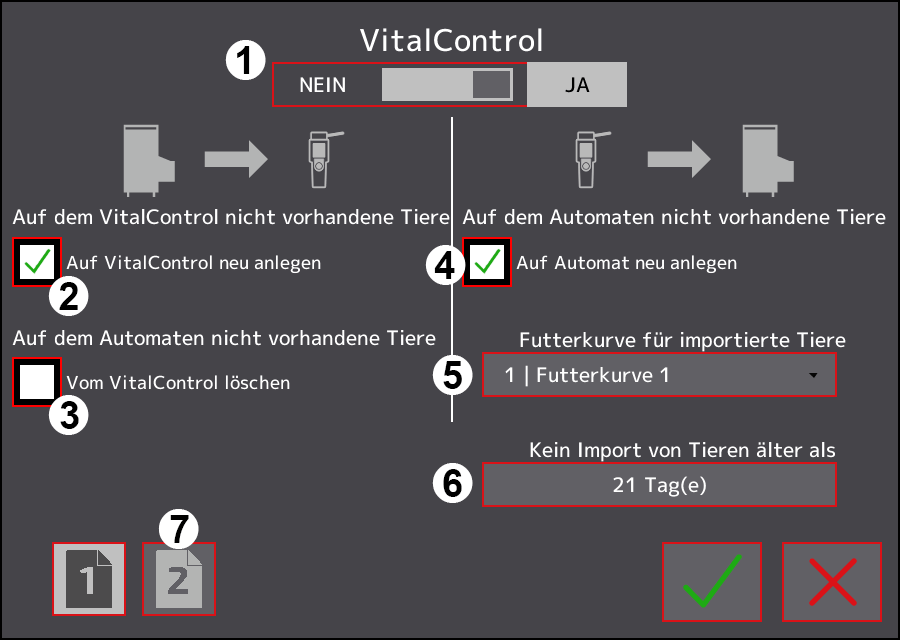 VitalControl
1
NEIN
JA
Auf dem VitalControl nicht vorhandene Tiere
Auf VitalControl neu anlegen
2
Auf dem Automaten nicht vorhandene Tiere
Vom VitalControl löschen
3
Auf dem Automaten nicht vorhandene Tiere
4
Auf Automat neu anlegen
Futterkurve für importierte Tiere
5
1 | Futterkurve 1
Kein Import von Tieren älter als
6
21 Tag(e)
7
1
2